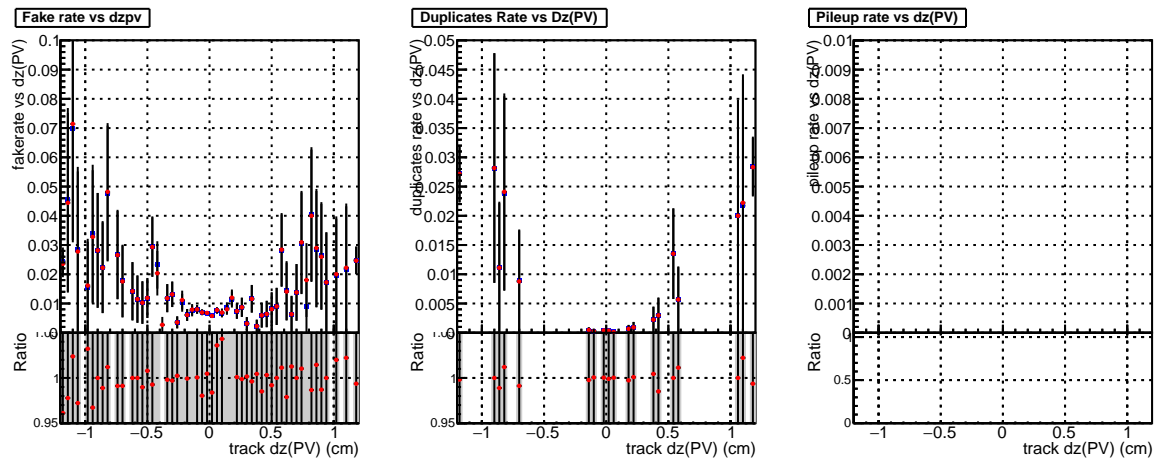 Fake rate vs dzpv
fakerate vs dz(PV)
0.1
0.09
0.08
0.07
0.06
0.05
0.04
0.03
0.02
0.01
0
Ratio
1
0.95
−1 −0.5 0 0.5 1
track dz(PV) (cm)
Duplicates Rate vs Dz(PV)
duplicates rate vs dz(PV)
0.05
0.045
0.04
0.035
0.03
0.025
0.02
0.015
0.01
0.005
0
Ratio
1
0.95
−1 −0.5 0 0.5 1
track dz(PV) (cm)
Pileup rate vs dz(PV)
pileup rate vs dz(PV)
0.01
0.009
0.008
0.007
0.006
0.005
0.004
0.003
0.002
0.001
0
Ratio
1
0.5
0
−1 −0.5 0 0.5 1
track dz(PV) (cm)